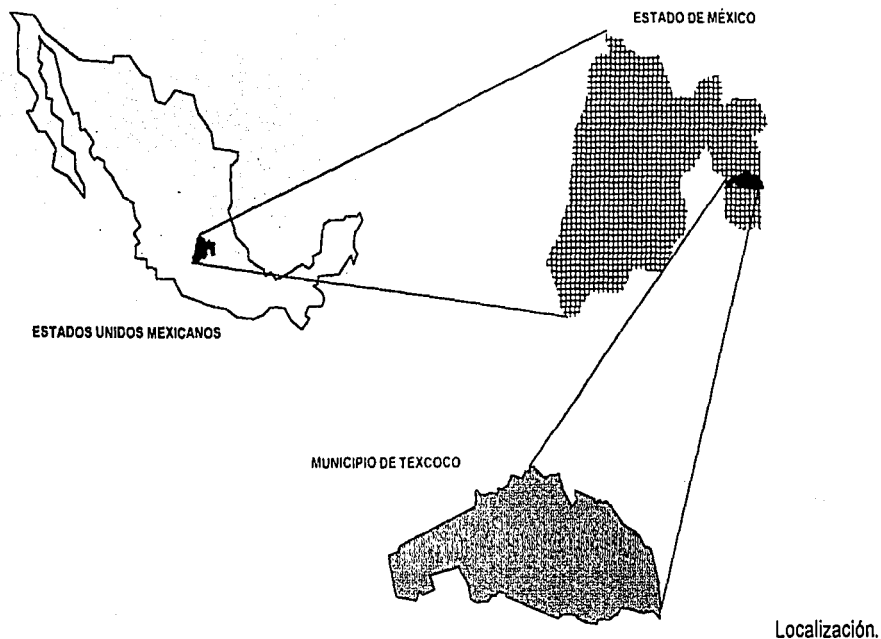 ESTADO DE MÉXICO
ESTADOS UNIDOS MEXICANOS
MUNICIPIO DE TEXCOCO
Localización.